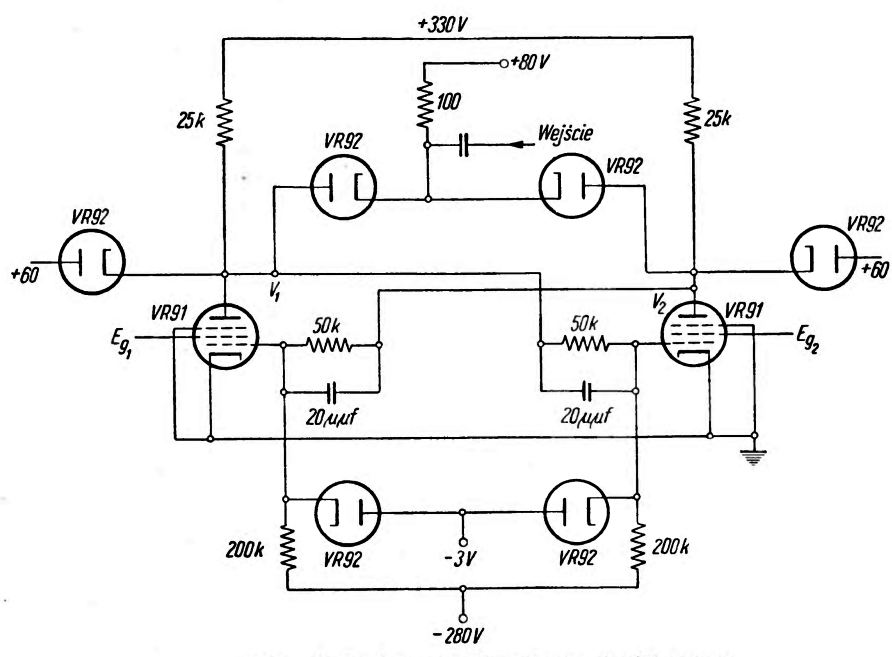 +330V
+80V
100
25k
25k
Wejście
VR92
VR92
VR92
VR92
+60
+60
V1
V2
VR91
VR91
Eg1
Eg2
50k
50k
20μμf
20μμf
200k
200k
VR92
VR92
-3V
-280V